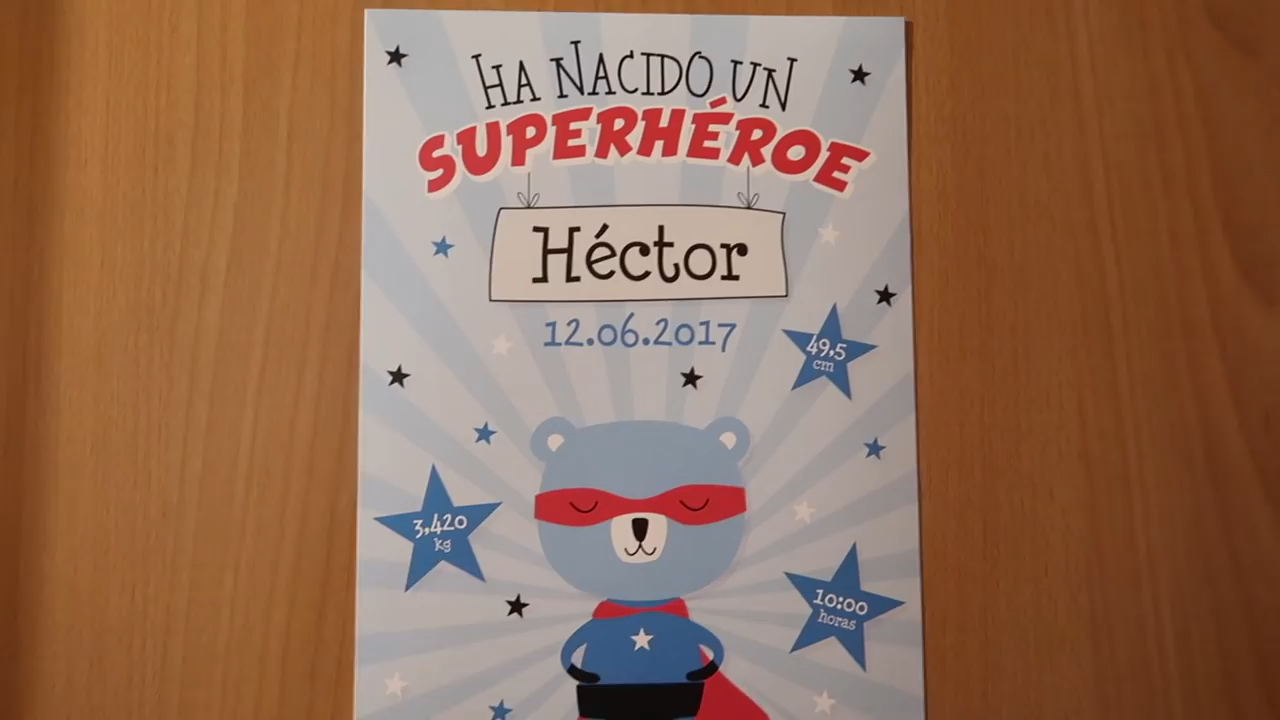 HA NACIDO UN
SUPERHÉROE
Héctor
12.06.2017
49,5
cm
3,420
kg
10:00
horas